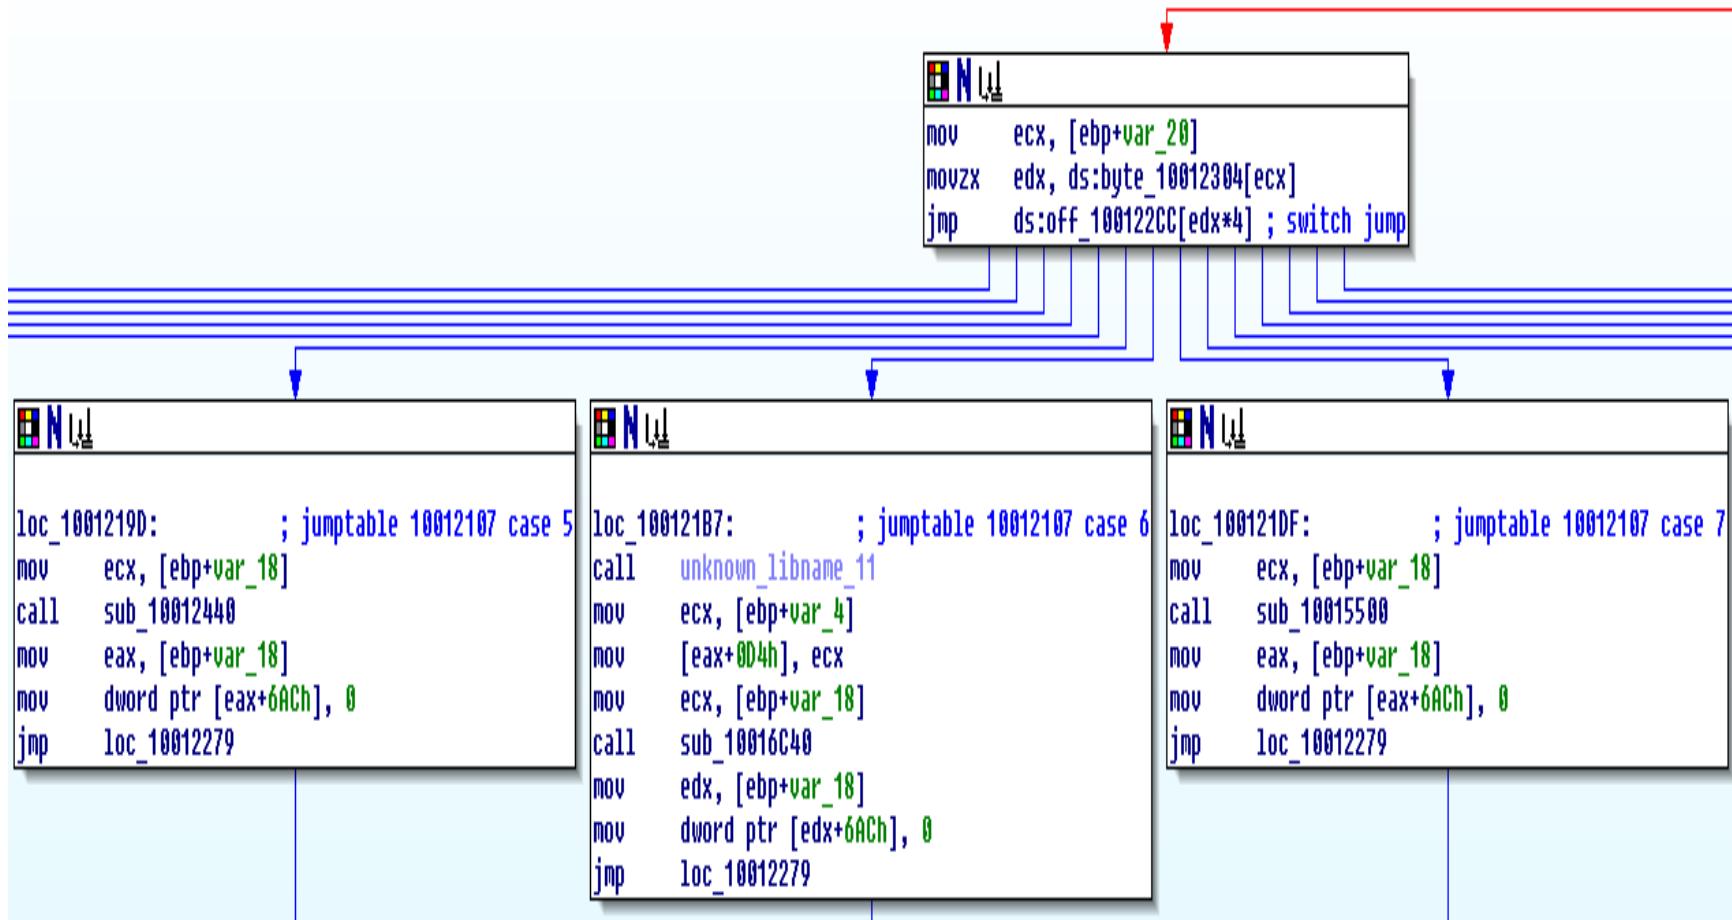 mov ecx, [ebp+var_20]
movzx edx, ds:byte_10012304[ecx]
jmp ds:off_100122CC[edx*4] ; switch jump
loc_1001219D: ; jumptable 10012107 case 5
mov ecx, [ebp+var_18]
call sub_10012440
mov eax, [ebp+var_18]
mov dword ptr [eax+6ACh], 0
jmp loc_10012279
loc_100121B7: ; jumptable 10012107 case 6
call unknown_libname_11
mov ecx, [ebp+var_4]
mov [eax+0D4h], ecx
mov ecx, [ebp+var_18]
call sub_10016C40
mov edx, [ebp+var_18]
mov dword ptr [edx+6ACh], 0
jmp loc_10012279
loc_100121DF: ; jumptable 10012107 case 7
mov ecx, [ebp+var_18]
call sub_10015500
mov eax, [ebp+var_18]
mov dword ptr [eax+6ACh], 0
jmp loc_10012279